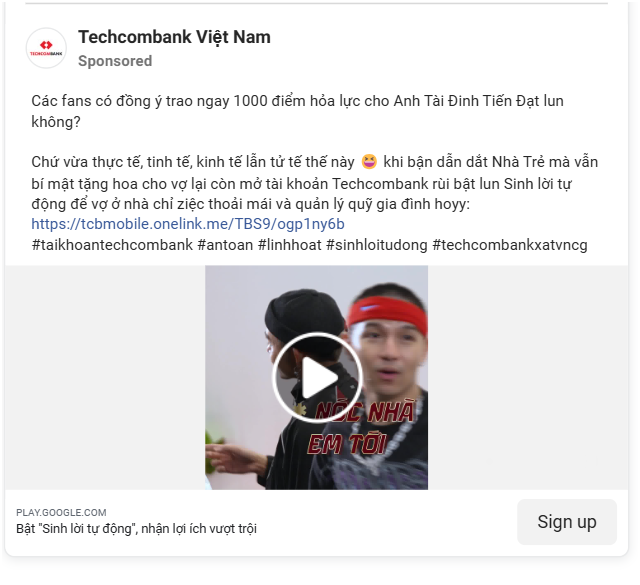 Techcombank Việt Nam
TECHCOMBANK
Sponsored
Các fans có đồng ý trao ngay 1000 điểm hỏa lực cho Anh Tài Đinh Tiến Đạt lun
không?
Chứ vừa thực tế, tinh tế, kinh tế lẫn tử tế thế này 😆 khi bạn dẫn dắt Nhà Trẻ mà vẫn
bí mật tặng hoa cho vợ lại còn mở tài khoản Techcombank rùi bật lun Sinh lời tự
động để vợ ở nhà chỉ ziệc thoải mái và quản lý quỹ gia đình hoyy:
https://tcbmobile.onelink.me/TBS9/ogp1ny6b
#taikhoantechcombank #antoan #linhhoat #sinhloitudong #techcombankxatvncg
NÓC NHÀ
EM TÔI
PLAY.GOOGLE.COM
Bật "Sinh lời tự động", nhận lợi ích vượt trội
Sign up